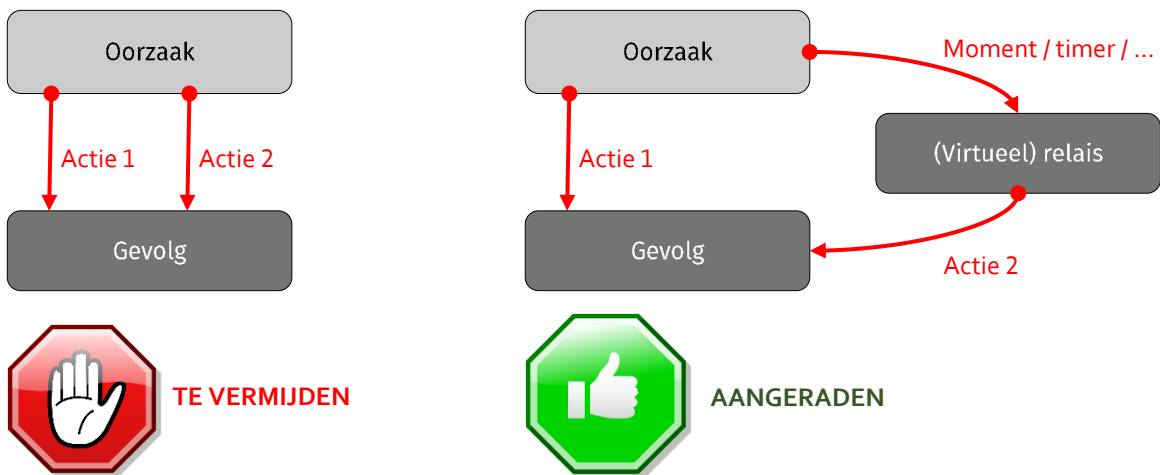 Oorzaak
Actie 1
Actie 2
Gevolg
TE VERMIJDEN
Oorzaak
Moment / timer / ...
Actie 1
(Virtueel) relais
Gevolg
Actie 2
AANGERADEN